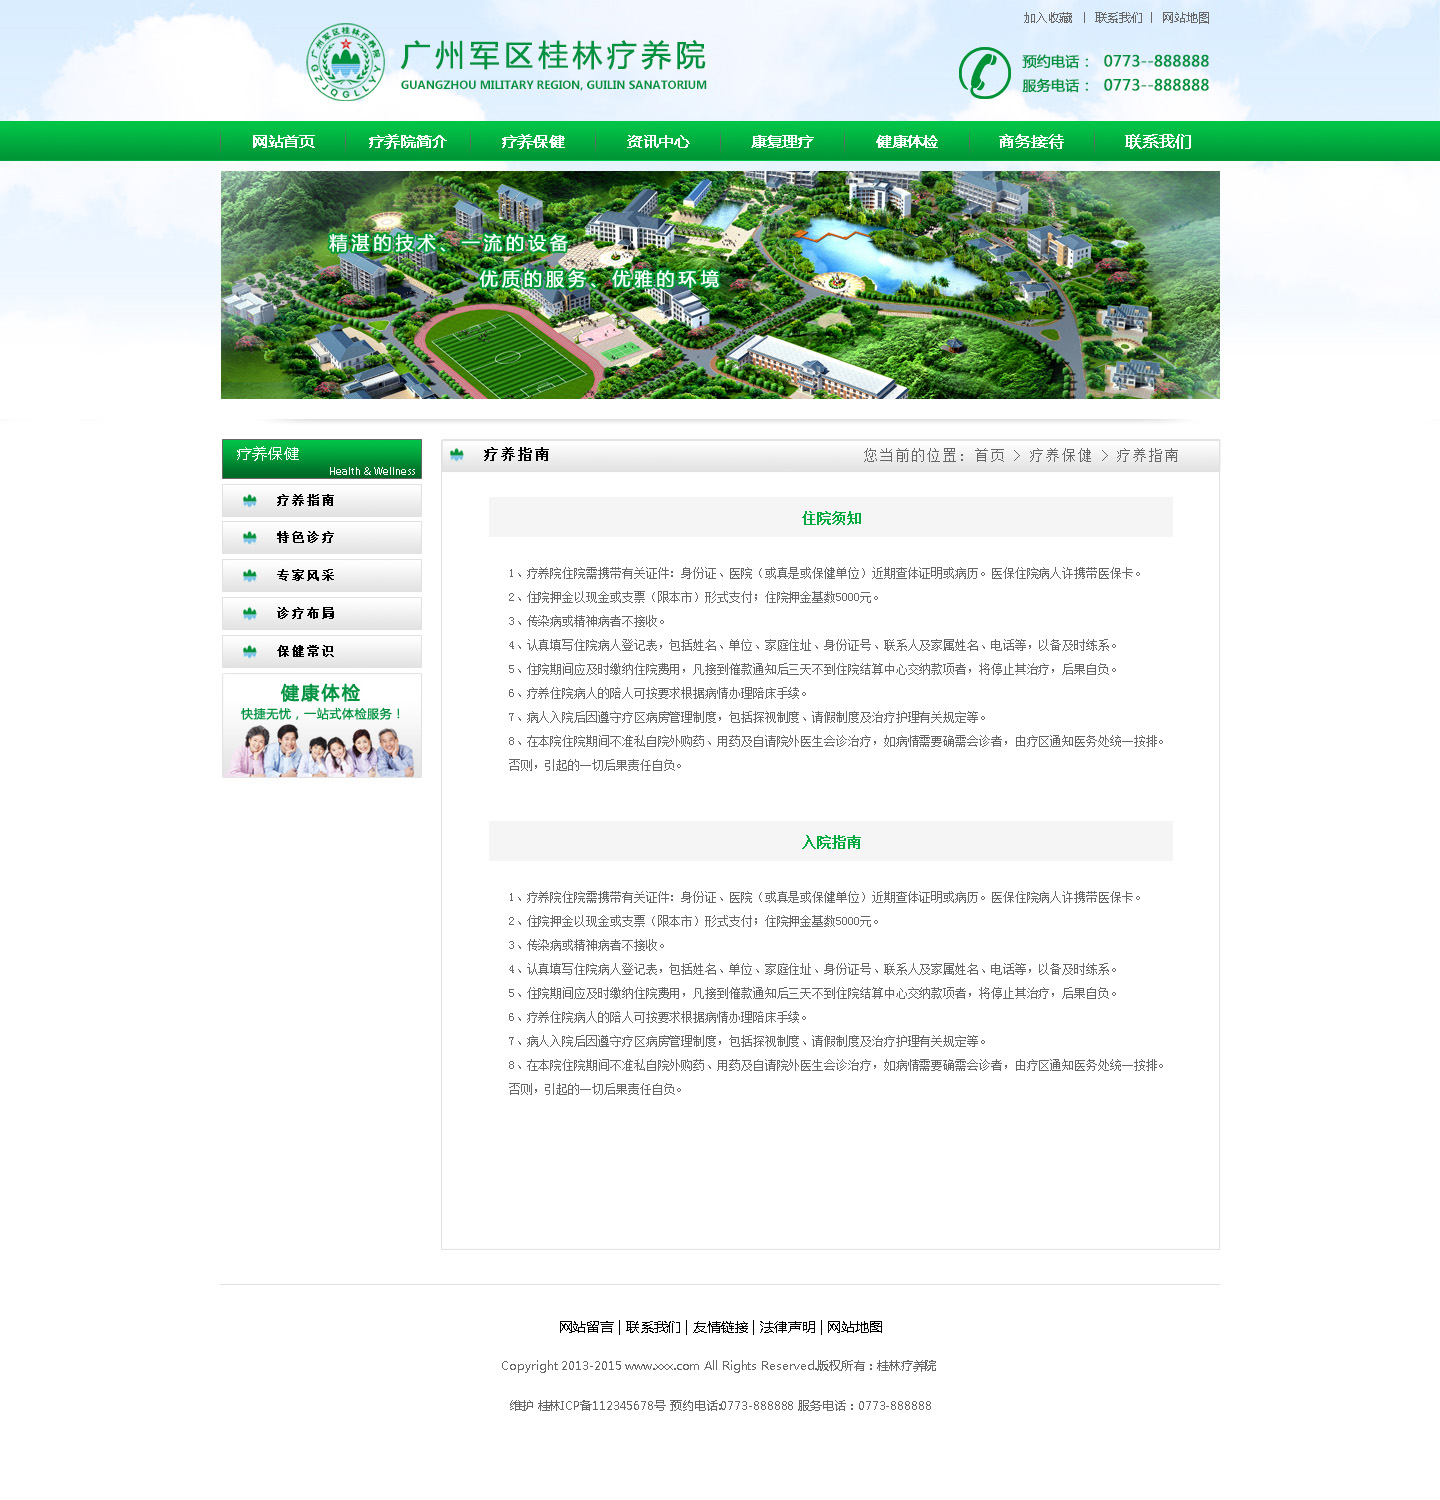 加入收藏 | 联系我们 | 网站地图
广州军区桂林疗养院
GUANGZHOU MILITARY REGION, GUILIN SANATORIUM
广州军区桂林疗养院
GZJQGLLYY
预约电话： 0773--888888
服务电话： 0773--888888
网站首页 疗养院简介 疗养保健 资讯中心 康复理疗 健康体检 商务接待 联系我们
精湛的技术、一流的设备
优质的服务、优雅的环境
疗养保健
Health & Wellness
疗养指南
特色诊疗
专家风采
诊疗布局
保健常识
健康体检
快捷无忧，一站式体检服务！
疗养指南
您当前的位置：首页 > 疗养保健 > 疗养指南
住院须知
1、疗养院住院需携带有关证件：身份证、医院（或真是或保健单位）近期查体证明或病历。医保住院病人许携带医保卡。
2、住院押金以现金或支票（限本市）形式支付；住院押金基数5000元。
3、传染病或精神病者不接收。
4、认真填写住院病人登记表，包括姓名、单位、家庭住址、身份证号、联系人及家属姓名、电话等，以备及时练系。
5、住院期间应及时缴纳住院费用，凡接到催款通知后三天不到住院结算中心交纳款项者，将停止其治疗，后果自负。
6、疗养住院病人的陪人可按要求根据病情办理陪床手续。
7、病人入院后因遵守疗区病房管理制度，包括探视制度、请假制度及治疗护理有关规定等。
8、在本院住院期间不准私自院外购药、用药及自请院外医生会诊治疗，如病情需要确需会诊者，由疗区通知医务处统一按排。
否则，引起的一切后果责任自负。
入院指南
1、疗养院住院需携带有关证件：身份证、医院（或真是或保健单位）近期查体证明或病历。医保住院病人许携带医保卡。
2、住院押金以现金或支票（限本市）形式支付；住院押金基数5000元。
3、传染病或精神病者不接收。
4、认真填写住院病人登记表，包括姓名、单位、家庭住址、身份证号、联系人及家属姓名、电话等，以备及时练系。
5、住院期间应及时缴纳住院费用，凡接到催款通知后三天不到住院结算中心交纳款项者，将停止其治疗，后果自负。
6、疗养住院病人的陪人可按要求根据病情办理陪床手续。
7、病人入院后因遵守疗区病房管理制度，包括探视制度、请假制度及治疗护理有关规定等。
8、在本院住院期间不准私自院外购药、用药及自请院外医生会诊治疗，如病情需要确需会诊者，由疗区通知医务处统一按排。
否则，引起的一切后果责任自负。
网站留言 | 联系我们 | 友情链接 | 法律声明 | 网站地图
Copyright 2013-2015 www.xxx.com All Rights Reserved.版权所有：桂林疗养院
维护 桂林ICP备112345678号 预约电话:0773-888888 服务电话：0773-888888